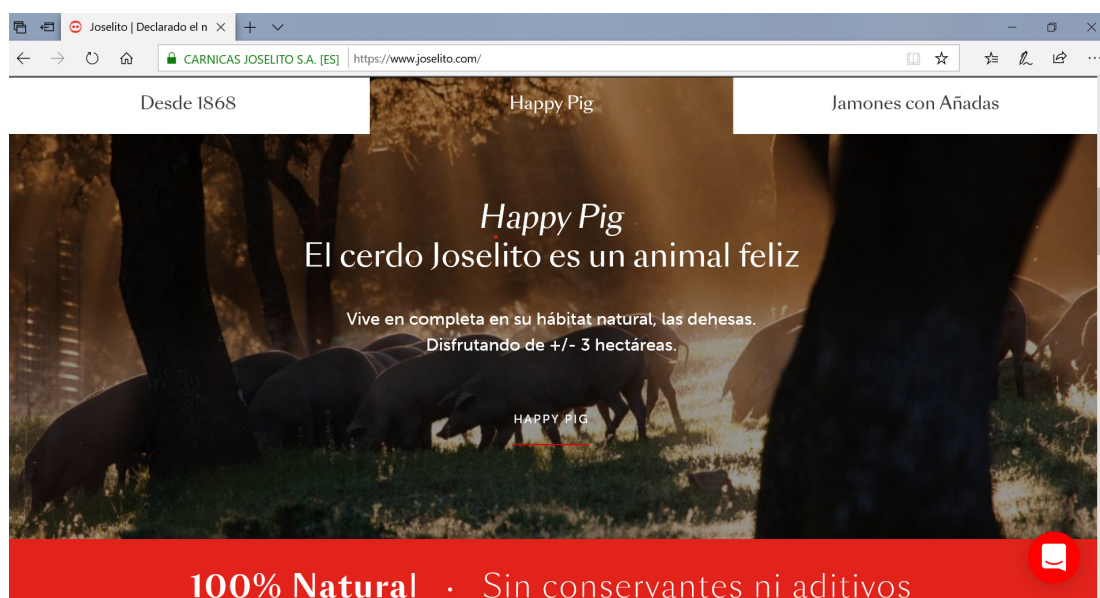 Joselito | Declarado el n
CARNICAS JOSELITO S.A. [ES] https://www.joselito.com/
Desde 1868
Happy Pig
Jamones con Añadas
Happy Pig
El cerdo Joselito es un animal feliz
Vive en completa en su hábitat natural, las dehesas.
Disfrutando de +/- 3 hectáreas.
HAPPY PIG
100% Natural · Sin conservantes ni aditivos